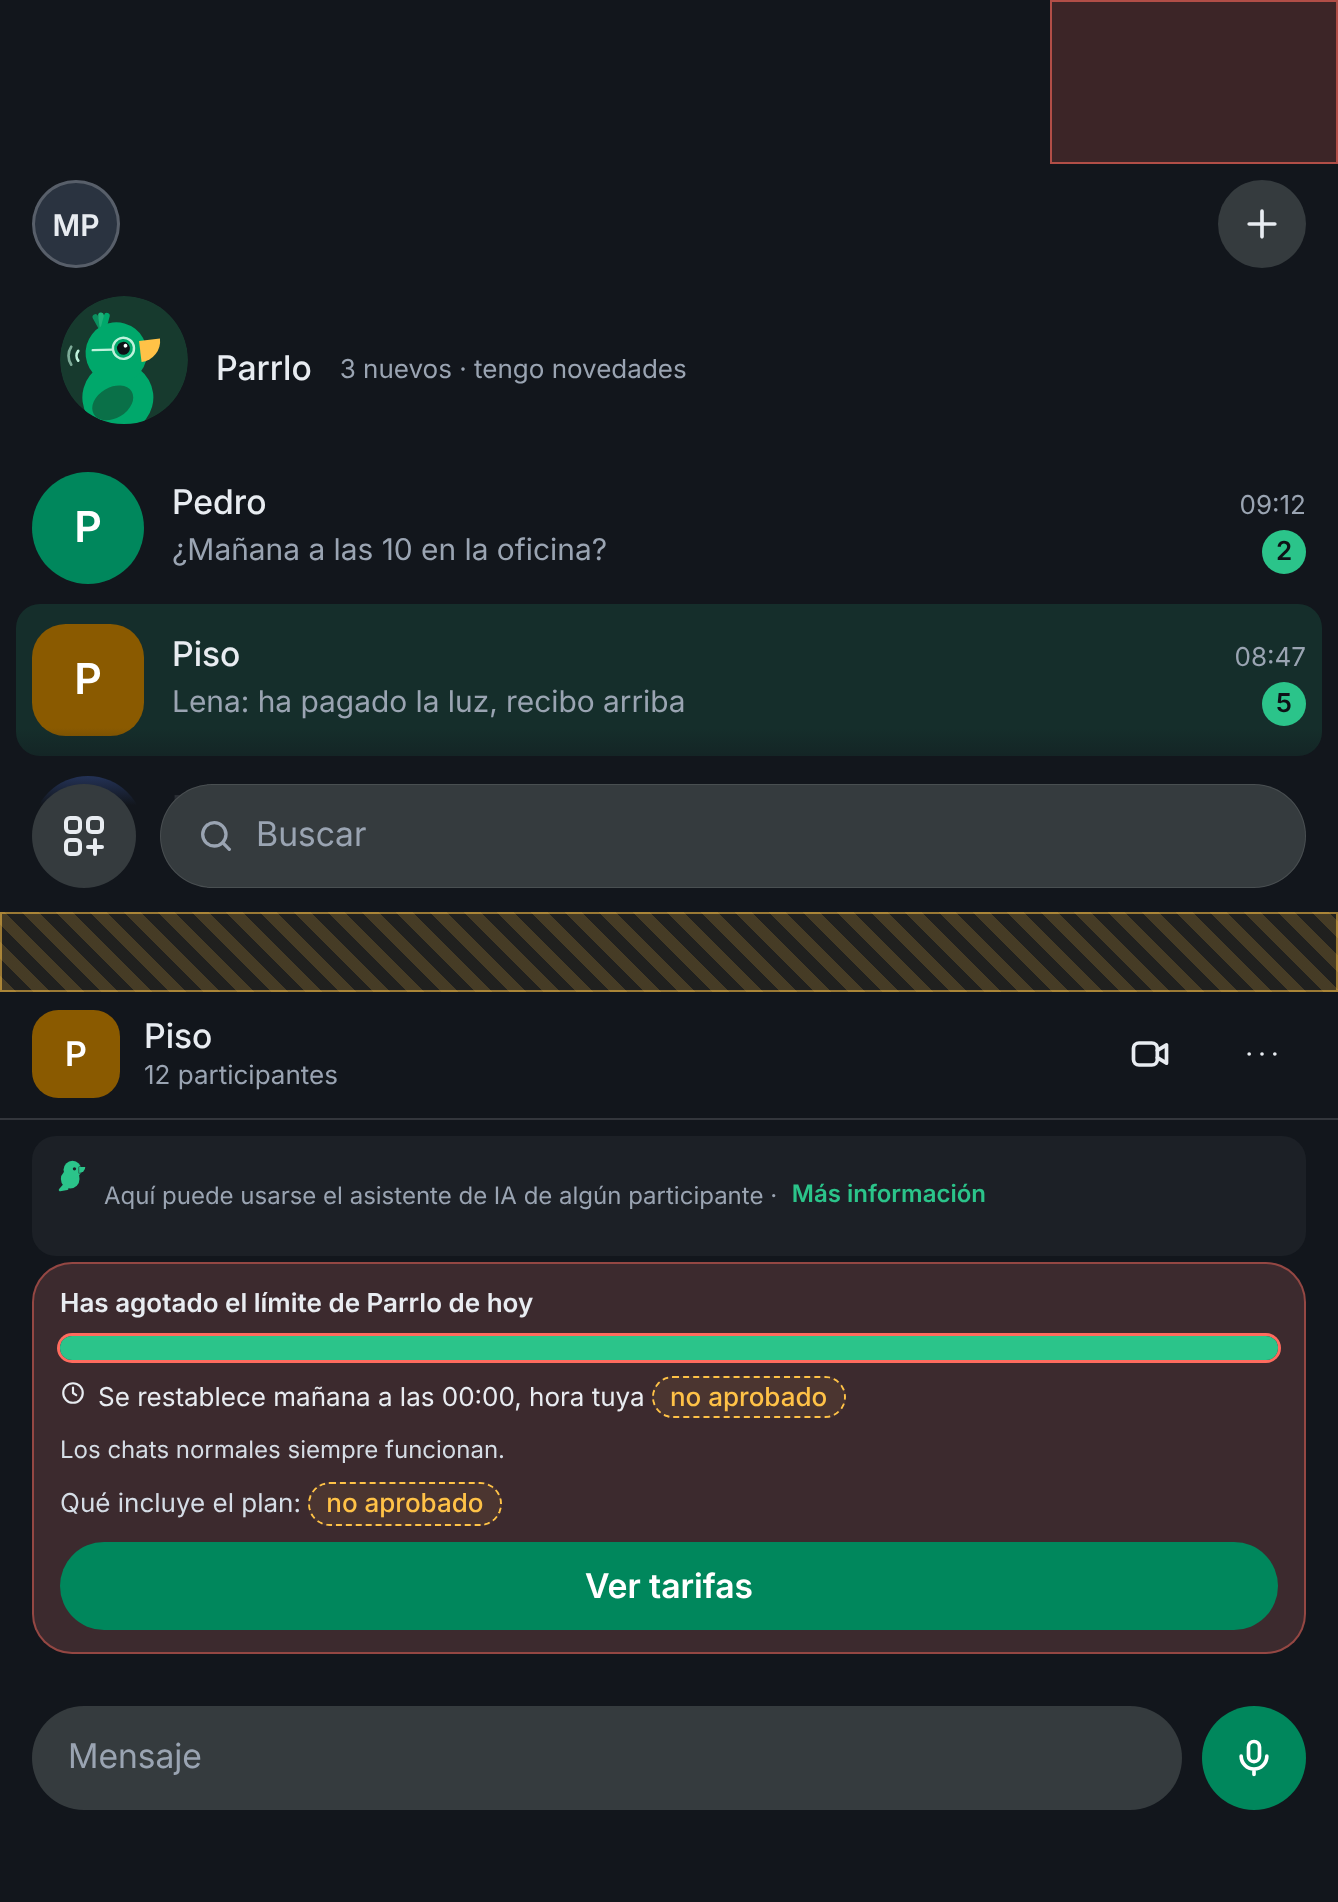 MP
Parrlo 3 nuevos · tengo novedades
P
Pedro 09:12
¿Mañana a las 10 en la oficina? 2
P
Piso 08:47
Lena: ha pagado la luz, recibo arriba 5
Buscar
P
Piso
12 participantes
Aquí puede usarse el asistente de IA de algún participante · Más información
Has agotado el límite de Parrlo de hoy
Se restablece mañana a las 00:00, hora tuya no aprobado
Los chats normales siempre funcionan.
Qué incluye el plan: no aprobado
Ver tarifas
Mensaje